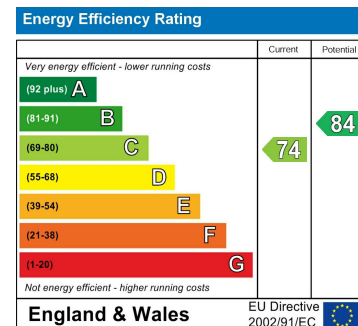 Energy Efficiency Rating
Current Potential
Very energy efficient - lower running costs
(92 plus) A
(81-91) B
84
(69-80) C
74
(55-68) D
(39-54) E
(21-38) F
(1-20) G
Not energy efficient - higher running costs
England & Wales
EU Directive
2002/91/EC